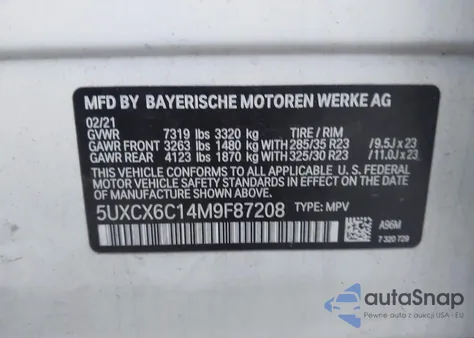 MFD BY BAYERISCHE MOTOREN WERKE AG
02/21
GVWR 7319 lbs 3320 kg TIRE / RIM
GAWR FRONT 3263 lbs 1480 kg WITH 285/35 R23 / 9.5J x 23
GAWR REAR 4123 lbs 1870 kg WITH 325/30 R23 / 11.0J x 23
THIS VEHICLE CONFORMS TO ALL APPLICABLE U. S. FEDERAL
MOTOR VEHICLE SAFETY STANDARDS IN EFFECT ON THE DATE OF
MANUFACTURE SHOWN ABOVE.
5UXCX6C14M9F87208 TYPE: MPV
A96M
7 320 729
autoSnap
Pewne auta z aukcji USA - EU